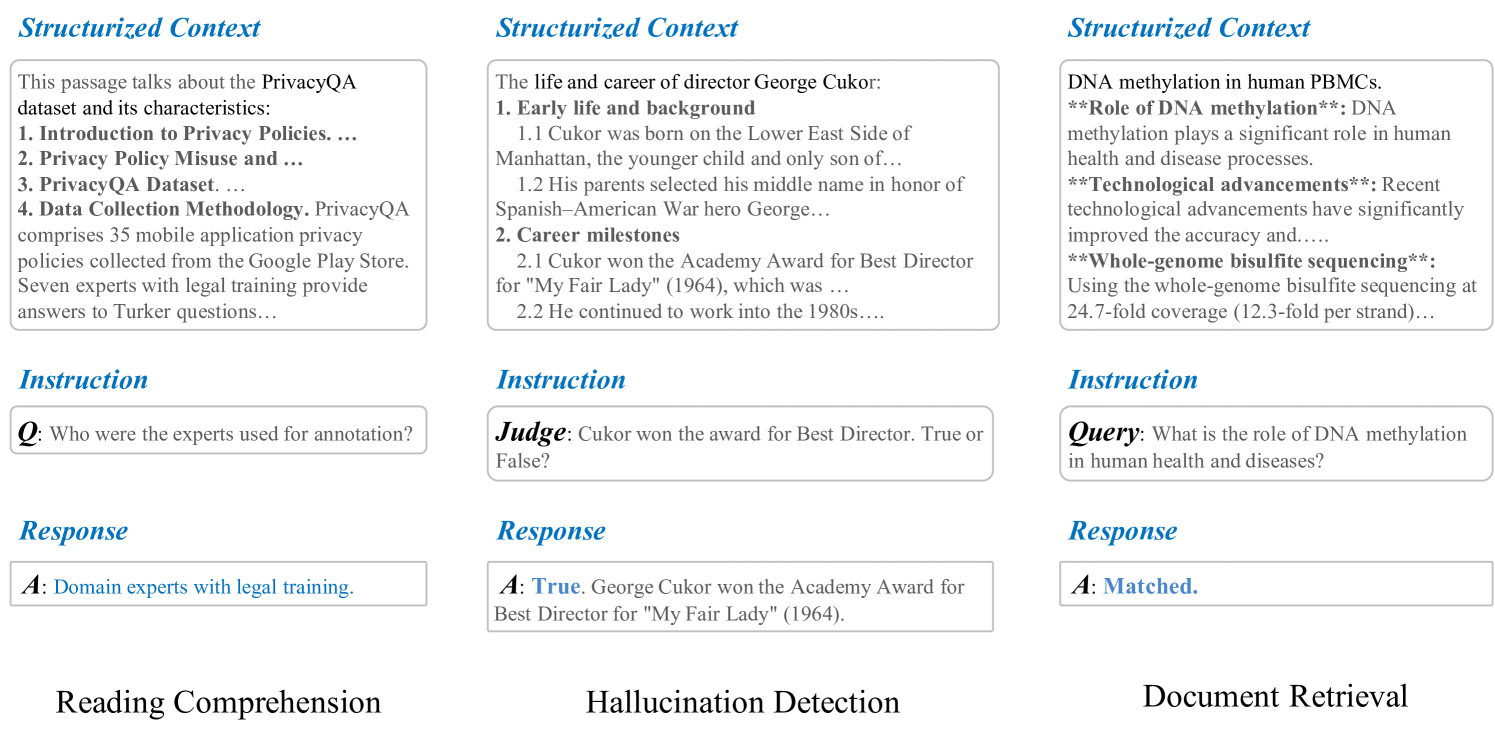 Structurized Context
This passage talks about the PrivacyQA
dataset and its characteristics:
1. Introduction to Privacy Policies. …
2. Privacy Policy Misuse and …
3. PrivacyQA Dataset. …
4. Data Collection Methodology. PrivacyQA
comprises 35 mobile application privacy
policies collected from the Google Play Store.
Seven experts with legal training provide
answers to Turker questions…
Instruction
Q: Who were the experts used for annotation?
Response
A: Domain experts with legal training.
Reading Comprehension
Structurized Context
The life and career of director George Cukor:
1. Early life and background
1.1 Cukor was born on the Lower East Side of
Manhattan, the younger child and only son of…
1.2 His parents selected his middle name in honor of
Spanish–American War hero George…
2. Career milestones
2.1 Cukor won the Academy Award for Best Director
for "My Fair Lady" (1964), which was …
2.2 He continued to work into the 1980s….
Instruction
Judge: Cukor won the award for Best Director. True or
False?
Response
A: True. George Cukor won the Academy Award for
Best Director for "My Fair Lady" (1964).
Hallucination Detection
Structurized Context
DNA methylation in human PBMCs.
**Role of DNA methylation**: DNA
methylation plays a significant role in human
health and disease processes.
**Technological advancements**: Recent
technological advancements have significantly
improved the accuracy and.….
**Whole-genome bisulfite sequencing**:
Using the whole-genome bisulfite sequencing at
24.7-fold coverage (12.3-fold per strand)…
Instruction
Query: What is the role of DNA methylation
in human health and diseases?
Response
A: Matched.
Document Retrieval